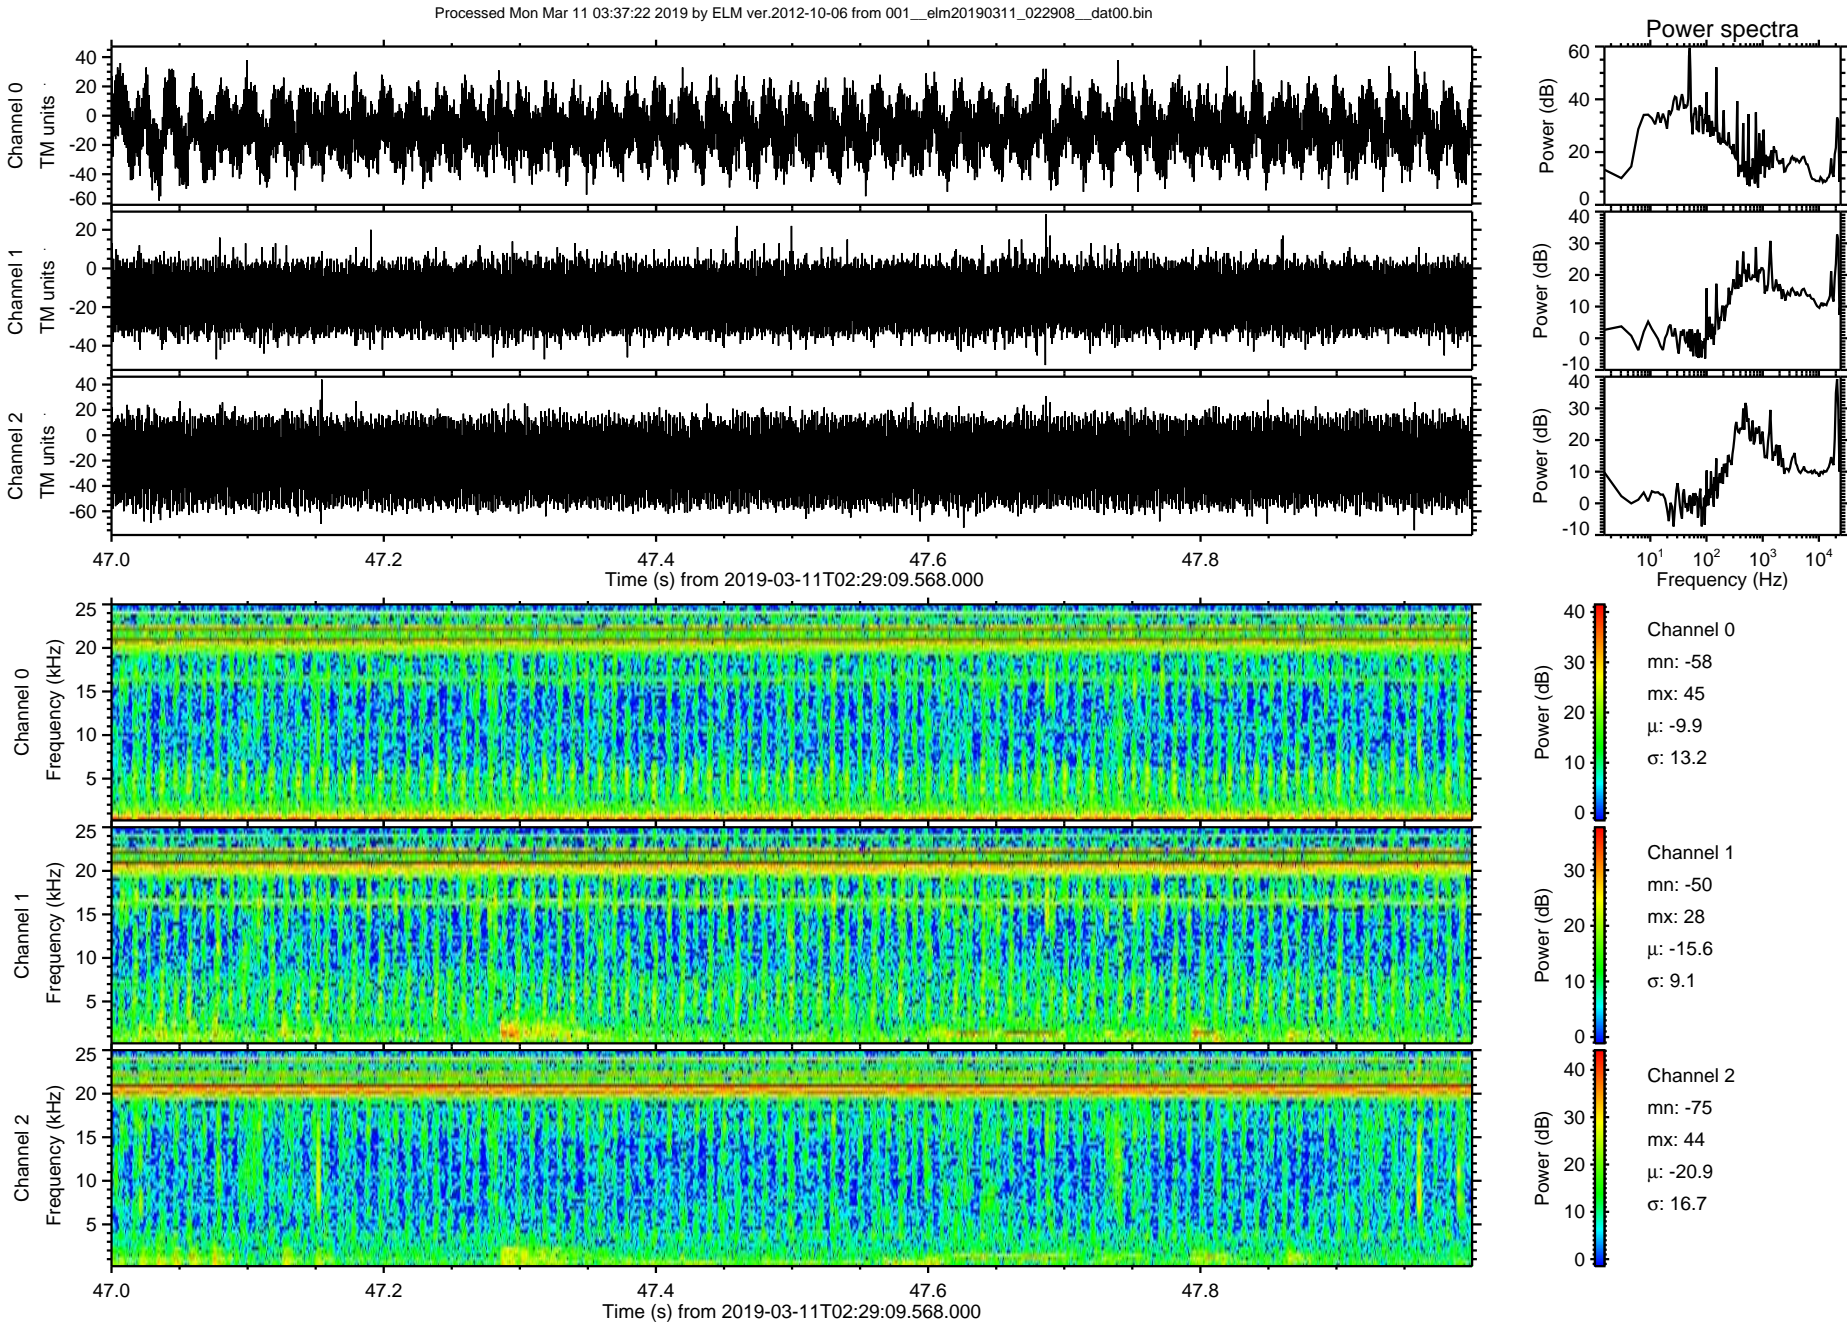 Processed Mon Mar 11 03:37:22 2019 by ELM ver.2012-10-06 from 001__elm20190311_022908__dat00.bin
Power spectra
Channel 0
TM units
40
20
0
-20
-40
-60
Power (dB)
60
40
20
0
Channel 1
TM units
20
0
-20
-40
Power (dB)
40
30
20
10
0
-10
Channel 2
TM units
40
20
0
-20
-40
-60
Power (dB)
40
30
20
10
0
-10
47.0 47.2 47.4 47.6 47.8
Time (s) from 2019-03-11T02:29:09.568.000
10^1 10^2 10^3 10^4
Frequency (Hz)
Channel 0
Frequency (kHz)
25
20
15
10
5
Power (dB)
40
30
20
10
0
Channel 0
mn: -58
mx: 45
μ: -9.9
σ: 13.2
Channel 1
Frequency (kHz)
25
20
15
10
5
Power (dB)
30
20
10
0
Channel 1
mn: -50
mx: 28
μ: -15.6
σ: 9.1
Channel 2
Frequency (kHz)
25
20
15
10
5
Power (dB)
40
30
20
10
0
Channel 2
mn: -75
mx: 44
μ: -20.9
σ: 16.7
47.0 47.2 47.4 47.6 47.8
Time (s) from 2019-03-11T02:29:09.568.000